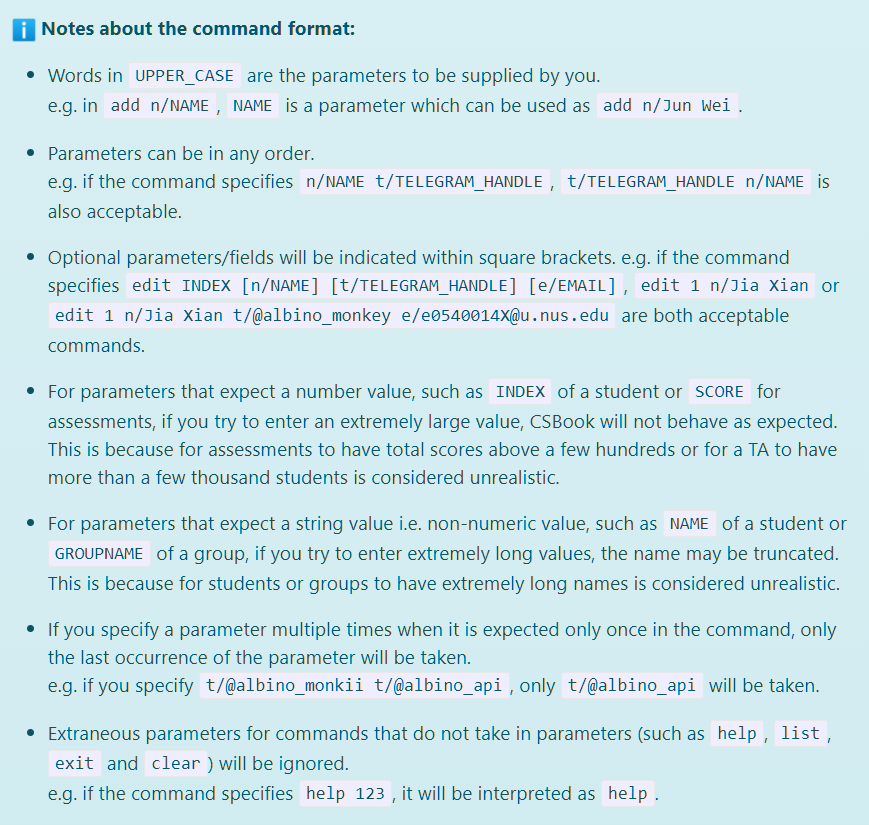 Notes about the command format:
Words in UPPER_CASE are the parameters to be supplied by you.
e.g. in add n/NAME , NAME is a parameter which can be used as add n/Jun Wei .
Parameters can be in any order.
e.g. if the command specifies n/NAME t/TELEGRAM_HANDLE , t/TELEGRAM_HANDLE n/NAME is
also acceptable.
Optional parameters/fields will be indicated within square brackets. e.g. if the command
specifies edit INDEX [n/NAME] [t/TELEGRAM_HANDLE] [e/EMAIL] , edit 1 n/Jia Xian or
edit 1 n/Jia Xian t/@albino_monkey e/e0540014X@u.nus.edu are both acceptable
commands.
For parameters that expect a number value, such as INDEX of a student or SCORE for
assessments, if you try to enter an extremely large value, CSBook will not behave as expected.
This is because for assessments to have total scores above a few hundreds or for a TA to have
more than a few thousand students is considered unrealistic.
For parameters that expect a string value i.e. non-numeric value, such as NAME of a student or
GROUPNAME of a group, if you try to enter extremely long values, the name may be truncated.
This is because for students or groups to have extremely long names is considered unrealistic.
If you specify a parameter multiple times when it is expected only once in the command, only
the last occurrence of the parameter will be taken.
e.g. if you specify t/@albino_monkii t/@albino_api , only t/@albino_api will be taken.
Extraneous parameters for commands that do not take in parameters (such as help , list ,
exit and clear ) will be ignored.
e.g. if the command specifies help 123 , it will be interpreted as help .